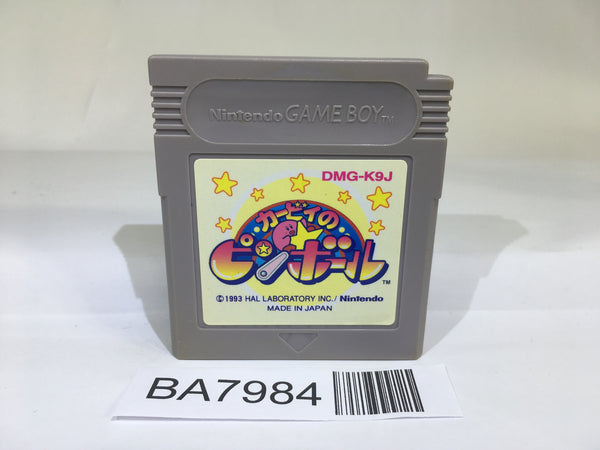 Nintendo GAME BOY TM
DMG-K9J
カービィの
ピンボール
TM
©1993 HAL LABORATORY INC./ Nintendo
MADE IN JAPAN
BA7984